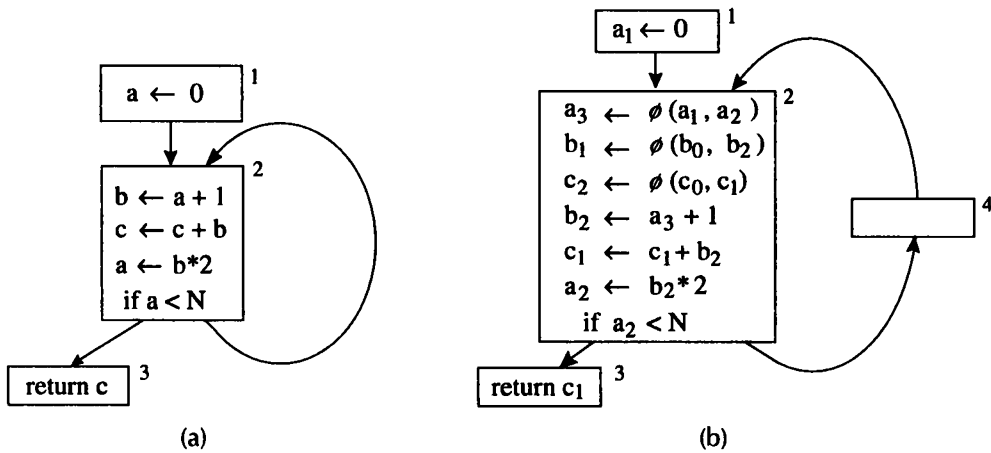 1
a ← 0
2
b ← a + 1
c ← c + b
a ← b*2
if a < N
3
return c
(a)
1
a₁ ← 0
2
a₃ ← ϕ(a₁, a₂)
b₁ ← ϕ(b₀, b₂)
c₂ ← ϕ(c₀, c₁)
b₂ ← a₃ + 1
c₁ ← c₁ + b₂
a₂ ← b₂* 2
if a₂ < N
4
3
return c₁
(b)